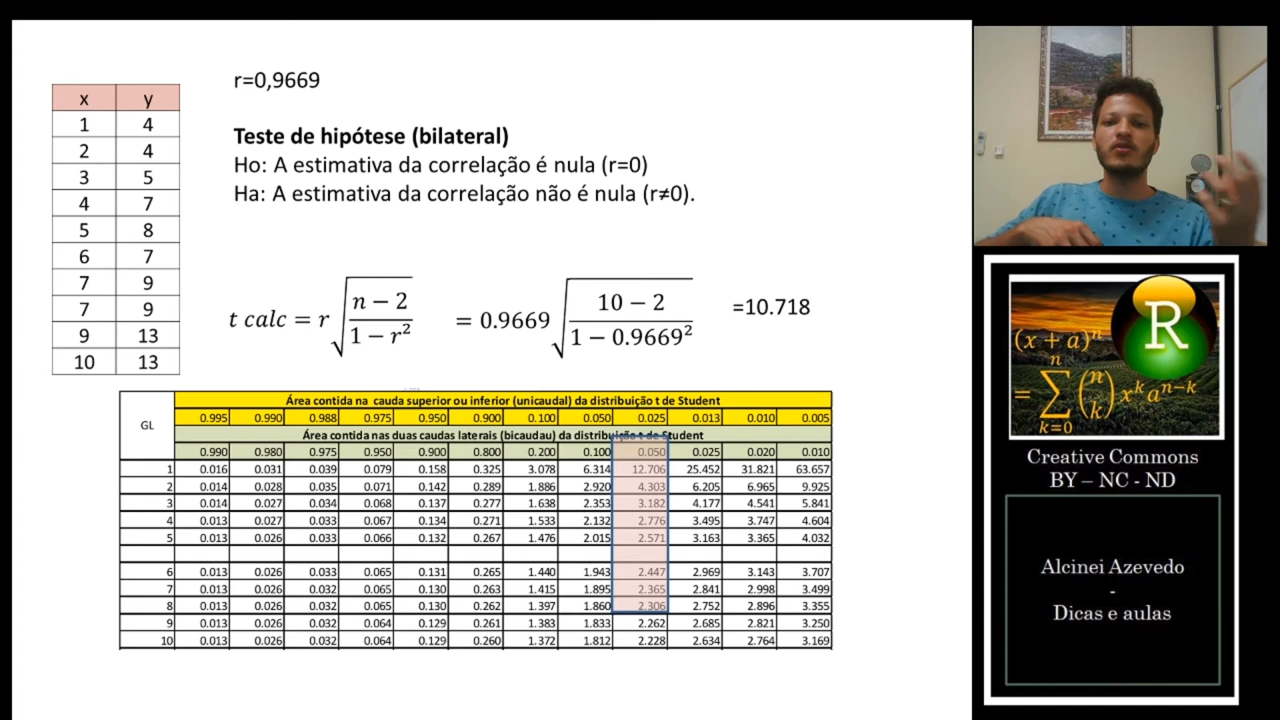 r=0,9669
x y
1 4
2 4
3 5
4 7
5 8
6 7
7 9
7 9
9 13
10 13
Teste de hipótese (bilateral)
Ho: A estimativa da correlação é nula (r=0)
Ha: A estimativa da correlação não é nula (r≠0).
t calc = r √((n − 2)/(1 − r²)) = 0.9669 √((10 − 2)/(1 − 0.9669²)) =10.718
GL
Área contida na cauda superior ou inferior (unicaudal) da distribuição t de Student
0.995 0.990 0.988 0.975 0.950 0.900 0.100 0.050 0.025 0.013 0.010 0.005
Área contida nas duas caudas laterais (bicaudau) da distribuição t de Student
0.990 0.980 0.975 0.950 0.900 0.800 0.200 0.100 0.050 0.025 0.020 0.010
1 0.016 0.031 0.039 0.079 0.158 0.325 3.078 6.314 12.706 25.452 31.821 63.657
2 0.014 0.028 0.035 0.071 0.142 0.289 1.886 2.920 4.303 6.205 6.965 9.925
3 0.014 0.027 0.034 0.068 0.137 0.277 1.638 2.353 3.182 4.177 4.541 5.841
4 0.013 0.027 0.033 0.067 0.134 0.271 1.533 2.132 2.776 3.495 3.747 4.604
5 0.013 0.026 0.033 0.066 0.132 0.267 1.476 2.015 2.571 3.163 3.365 4.032
6 0.013 0.026 0.033 0.065 0.131 0.265 1.440 1.943 2.447 2.969 3.143 3.707
7 0.013 0.026 0.032 0.065 0.130 0.263 1.415 1.895 2.365 2.841 2.998 3.499
8 0.013 0.026 0.032 0.065 0.130 0.262 1.397 1.860 2.306 2.752 2.896 3.355
9 0.013 0.026 0.032 0.064 0.129 0.261 1.383 1.833 2.262 2.685 2.821 3.250
10 0.013 0.026 0.032 0.064 0.129 0.260 1.372 1.812 2.228 2.634 2.764 3.169
R
(x + a)ⁿ
= ∑ₖ₌₀ⁿ (n k) xᵏaⁿ⁻ᵏ
Creative Commons
BY – NC - ND
Alcinei Azevedo
-
Dicas e aulas